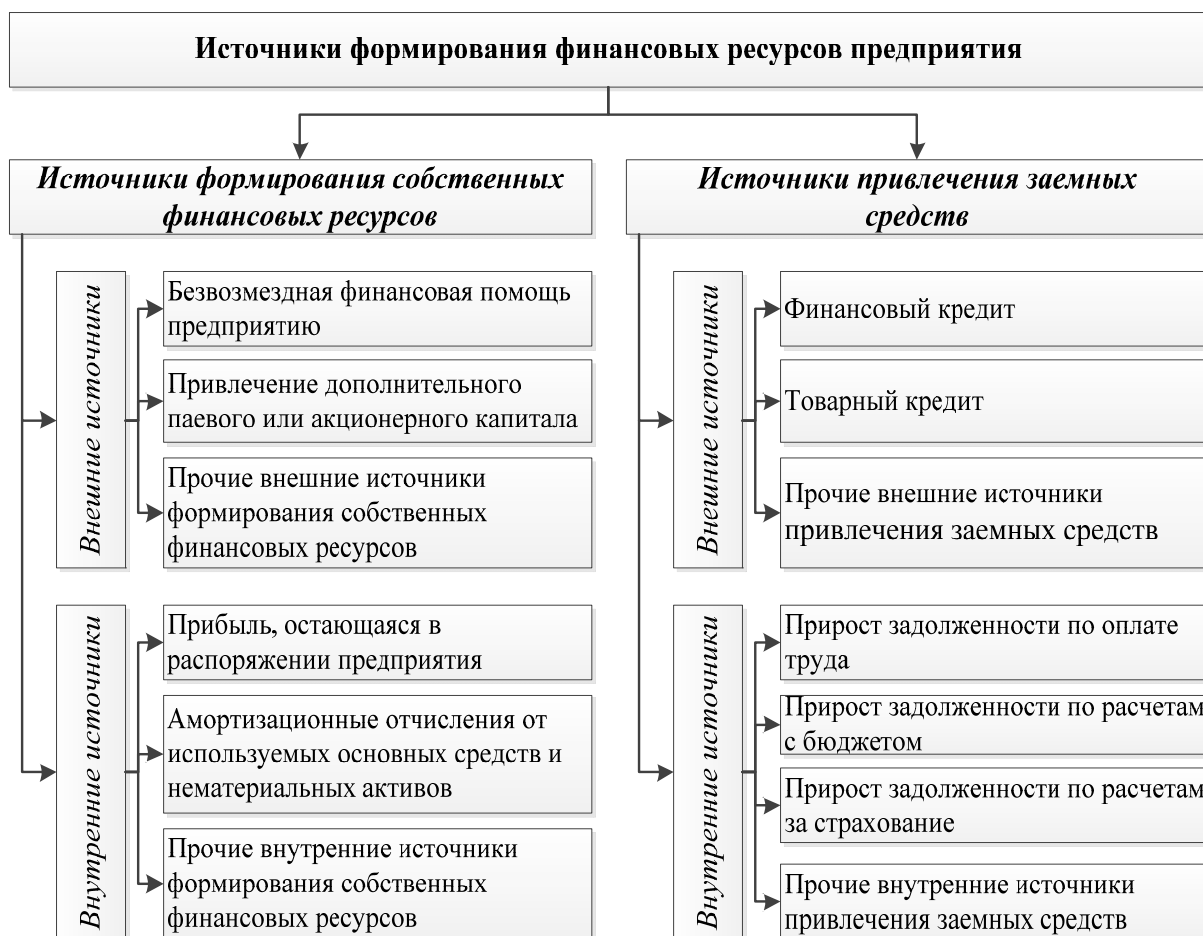 Источники формирования финансовых ресурсов предприятия
Источники формирования собственных
финансовых ресурсов
Внешние источники
Безвозмездная финансовая помощь
предприятию
Привлечение дополнительного
паевого или акционерного капитала
Прочие внешние источники
формирования собственных
финансовых ресурсов
Внутренние источники
Прибыль, остающаяся в
распоряжении предприятия
Амортизационные отчисления от
используемых основных средств и
нематериальных активов
Прочие внутренние источники
формирования собственных
финансовых ресурсов
Источники привлечения заемных
средств
Внешние источники
Финансовый кредит
Товарный кредит
Прочие внешние источники
привлечения заемных средств
Внутренние источники
Прирост задолженности по оплате
труда
Прирост задолженности по расчетам
с бюджетом
Прирост задолженности по расчетам
за страхование
Прочие внутренние источники
привлечения заемных средств